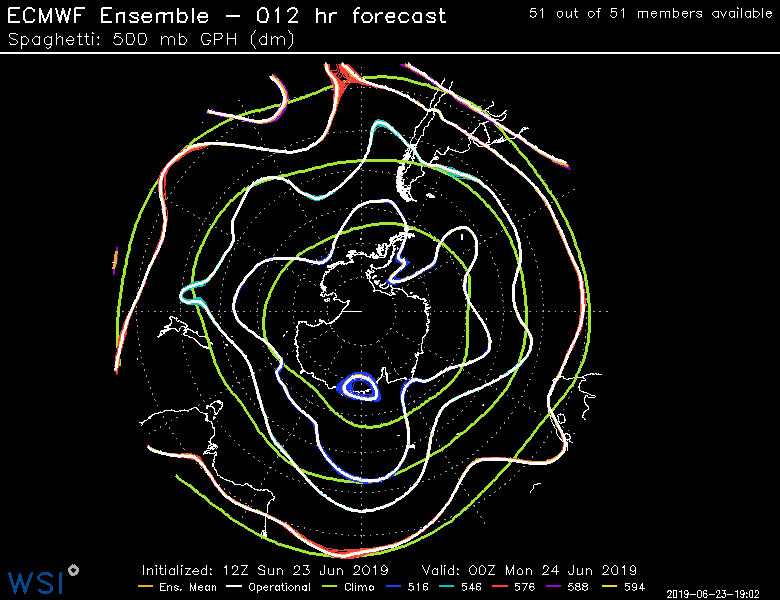 ECMWF Ensemble – 012 hr forecast
51 out of 51 members available
Spaghetti: 500 mb GPH (dm)
Initialized: 12Z Sun 23 Jun 2019 Valid: 00Z Mon 24 Jun 2019
Ens. Mean Operational Climo 516 546 576 588 594
WSI
2019-06-23-19:02